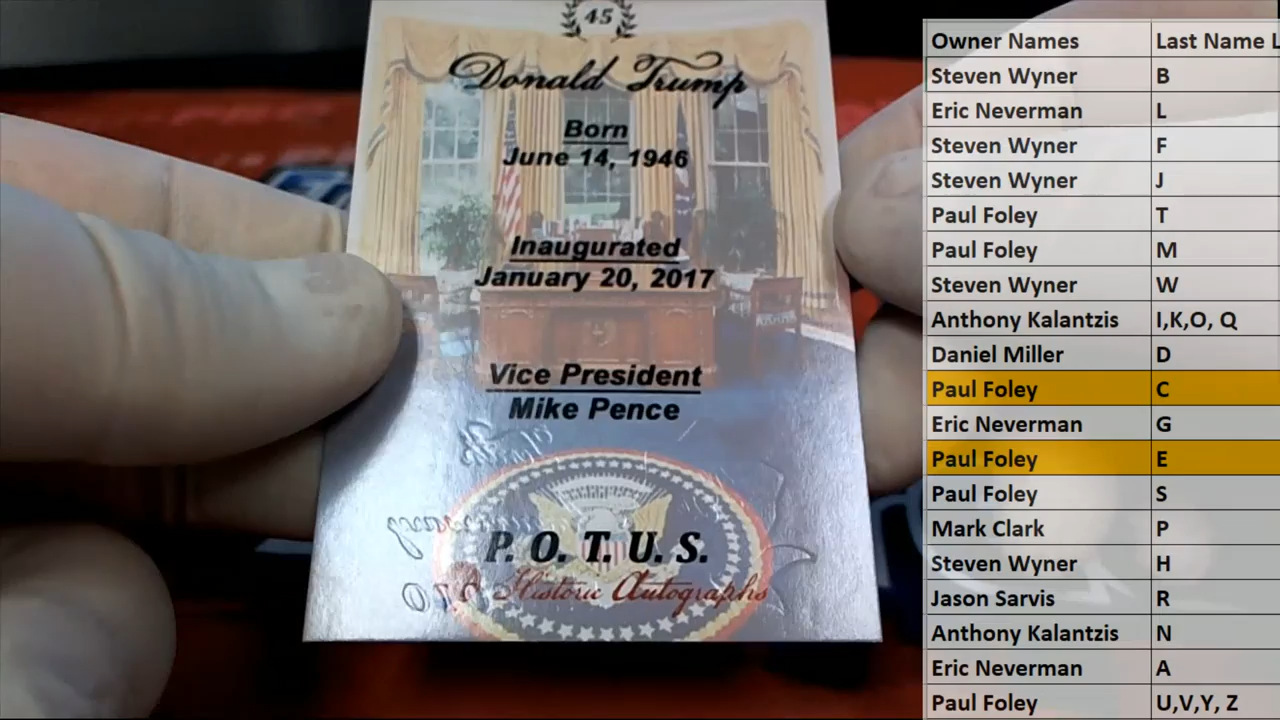 45
Donald Trump
Born
June 14, 1946
Inaugurated
January 20, 2017
Vice President
Mike Pence
P. O. T. U. S.
Historic Autographs
Owner Names Last Name L
Steven Wyner B
Eric Neverman L
Steven Wyner F
Steven Wyner J
Paul Foley T
Paul Foley M
Steven Wyner W
Anthony Kalantzis I,K,O, Q
Daniel Miller D
Paul Foley C
Eric Neverman G
Paul Foley E
Paul Foley S
Mark Clark P
Steven Wyner H
Jason Sarvis R
Anthony Kalantzis N
Eric Neverman A
Paul Foley U,V,Y, Z